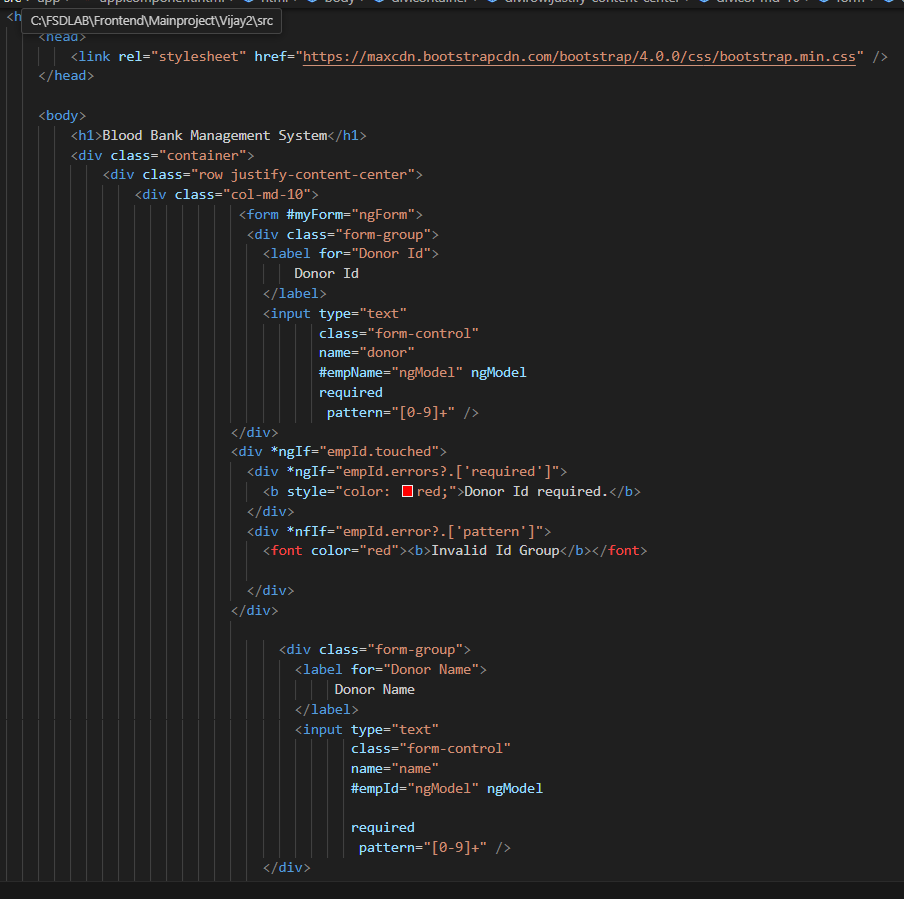 C:\FSDLAB\Frontend\Mainproject\Vijay2\src
<head>
<link rel="stylesheet" href="https://maxcdn.bootstrapcdn.com/bootstrap/4.0.0/css/bootstrap.min.css" />
</head>
<body>
<h1>Blood Bank Management System</h1>
<div class="container">
<div class="row justify-content-center">
<div class="col-md-10">
<form #myForm="ngForm">
<div class="form-group">
<label for="Donor Id">
Donor Id
</label>
<input type="text"
class="form-control"
name="donor"
#empName="ngModel" ngModel
required
pattern="[0-9]+" />
</div>
<div *ngIf="empId.touched">
<div *ngIf="empId.errors?.['required']">
<b style="color: red;">Donor Id required.</b>
</div>
<div *nfIf="empId.error?.['pattern']">
<font color="red"><b>Invalid Id Group</b></font>
</div>
</div>
<div class="form-group">
<label for="Donor Name">
Donor Name
</label>
<input type="text"
class="form-control"
name="name"
#empId="ngModel" ngModel
required
pattern="[0-9]+" />
</div>